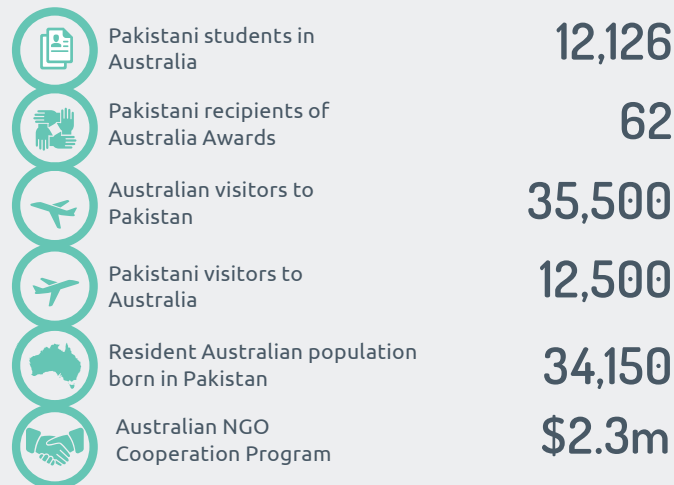 Pakistani students in
Australia
12,126
Pakistani recipients of
Australia Awards
62
Australian visitors to
Pakistan
35,500
Pakistani visitors to
Australia
12,500
Resident Australian population
born in Pakistan
34,150
Australian NGO
Cooperation Program
$2.3m